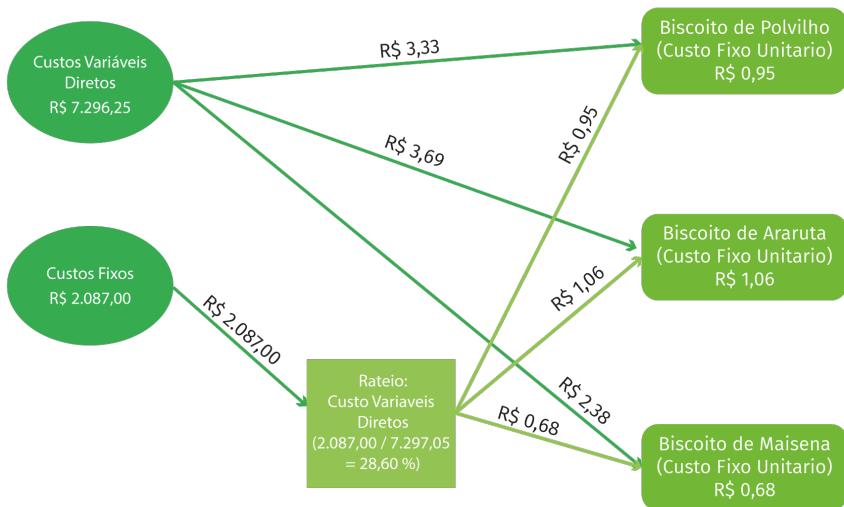 Custos Variáveis
Diretos
R$ 7.296,25
R$ 3,33
Biscoito de Polvilho
(Custo Fixo Unitario)
R$ 0,95
R$ 0,95
R$ 3,69
Biscoito de Araruta
(Custo Fixo Unitario)
R$ 1,06
Custos Fixos
R$ 2.087,00
R$ 2.087,00
R$ 1,06
Rateio:
Custo Variaveis
Diretos
(2.087,00 / 7.297,05
= 28,60 %)
R$ 2,38
R$ 0,68
Biscoito de Maisena
(Custo Fixo Unitario)
R$ 0,68